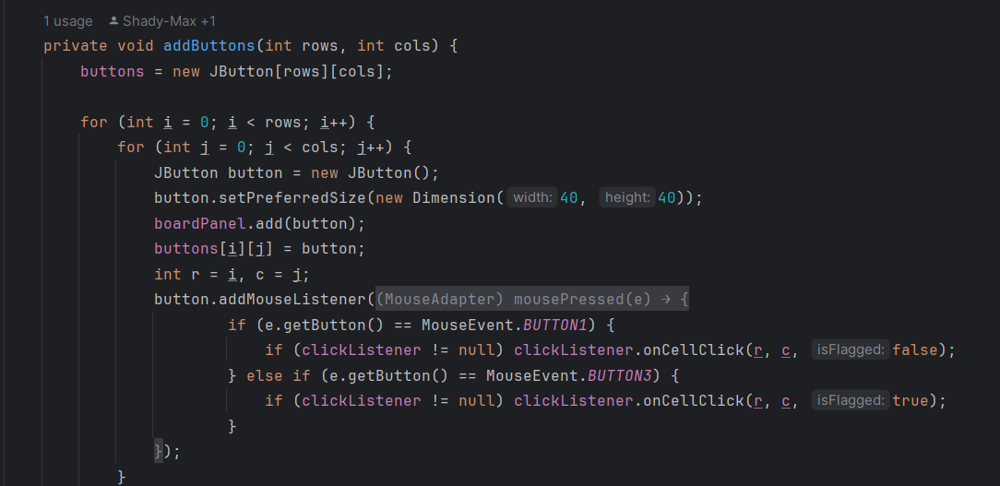 1 usage Shady-Max +1
private void addButtons(int rows, int cols) {
buttons = new JButton[rows][cols];
for (int i = 0; i < rows; i++) {
for (int j = 0; j < cols; j++) {
JButton button = new JButton();
button.setPreferredSize(new Dimension( width: 40, height: 40));
boardPanel.add(button);
buttons[i][j] = button;
int r = i, c = j;
button.addMouseListener((MouseAdapter) mousePressed(e) → {
if (e.getButton() == MouseEvent.BUTTON1) {
if (clickListener != null) clickListener.onCellClick(r, c, isFlagged: false);
} else if (e.getButton() == MouseEvent.BUTTON3) {
if (clickListener != null) clickListener.onCellClick(r, c, isFlagged: true);
}
});
}